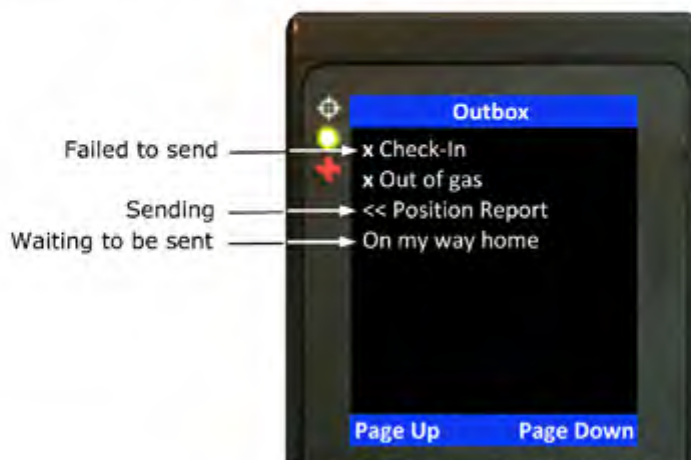 Outbox
Failed to send
x Check-In
x Out of gas
Sending
<< Position Report
Waiting to be sent
On my way home
Page Up
Page Down